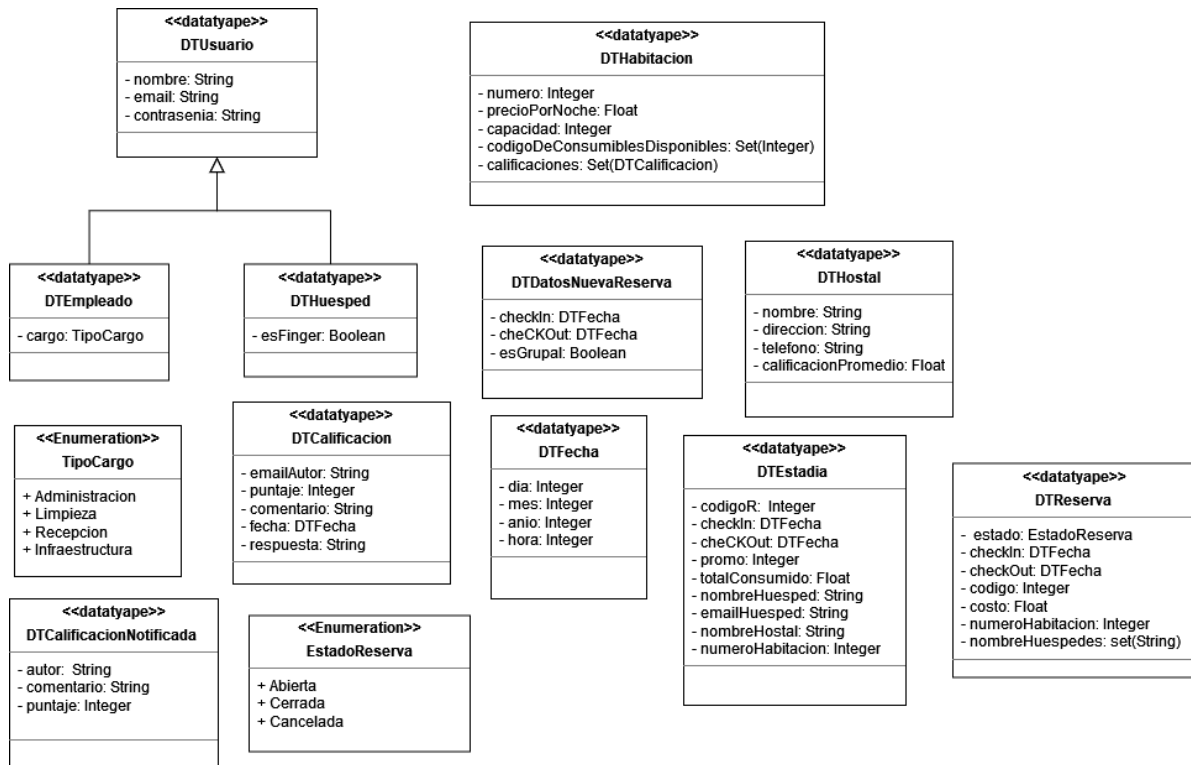 <<datatyape>>
DTUsuario
- nombre: String
- email: String
- contrasenia: String
<<datatyape>>
DTHabitacion
- numero: Integer
- precioPorNoche: Float
- capacidad: Integer
- codigoDeConsumiblesDisponibles: Set(Integer)
- calificaciones: Set(DTCalificacion)
<<datatyape>>
DTEmpleado
- cargo: TipoCargo
<<datatyape>>
DTHuesped
- esFinger: Boolean
<<datatyape>>
DTDatosNuevaReserva
- checkIn: DTFecha
- cheCKOut: DTFecha
- esGrupal: Boolean
<<datatyape>>
DTHostal
- nombre: String
- direccion: String
- telefono: String
- calificacionPromedio: Float
<<Enumeration>>
TipoCargo
+ Administracion
+ Limpieza
+ Recepcion
+ Infraestructura
<<datatyape>>
DTCalificacion
- emailAutor: String
- puntaje: Integer
- comentario: String
- fecha: DTFecha
- respuesta: String
<<datatyape>>
DTFecha
- dia: Integer
- mes: Integer
- anio: Integer
- hora: Integer
<<datatyape>>
DTEstadia
- codigoR: Integer
- checkIn: DTFecha
- cheCKOut: DTFecha
- promo: Integer
- totalConsumido: Float
- nombreHuesped: String
- emailHuesped: String
- nombreHostal: String
- numeroHabitacion: Integer
<<datatyape>>
DTReserva
- estado: EstadoReserva
- checkIn: DTFecha
- checkOut: DTFecha
- codigo: Integer
- costo: Float
- numeroHabitacion: Integer
- nombreHuespedes: set(String)
<<datatyape>>
DTCalificacionNotificada
- autor: String
- comentario: String
- puntaje: Integer
<<Enumeration>>
EstadoReserva
+ Abierta
+ Cerrada
+ Cancelada